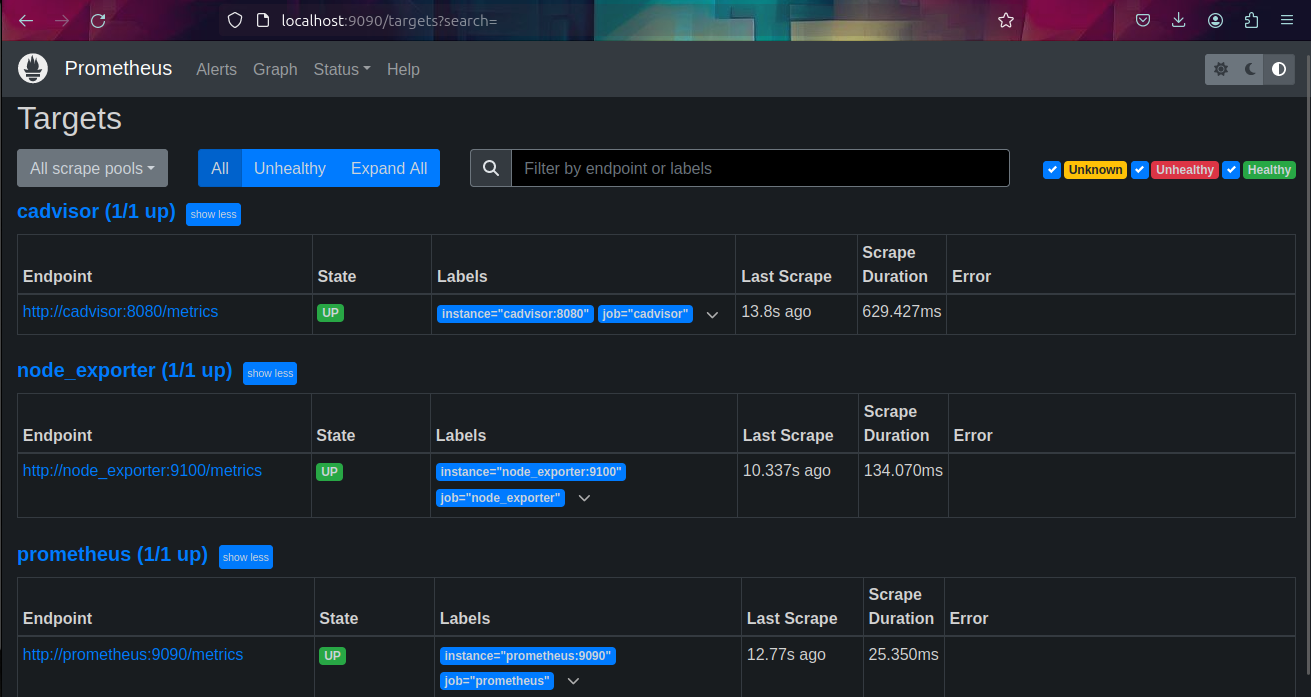 localhost:9090/targets?search=
Prometheus Alerts Graph Status Help
Targets
All scrape pools All Unhealthy Expand All Filter by endpoint or labels Unknown Unhealthy Healthy
cadvisor (1/1 up) show less
Endpoint State Labels Last Scrape Scrape Duration Error
http://cadvisor:8080/metrics UP instance="cadvisor:8080" job="cadvisor" 13.8s ago 629.427ms
node_exporter (1/1 up) show less
Endpoint State Labels Last Scrape Scrape Duration Error
http://node_exporter:9100/metrics UP instance="node_exporter:9100" 10.337s ago 134.070ms
job="node_exporter"
prometheus (1/1 up) show less
Endpoint State Labels Last Scrape Scrape Duration Error
http://prometheus:9090/metrics UP instance="prometheus:9090" 12.77s ago 25.350ms
job="prometheus"